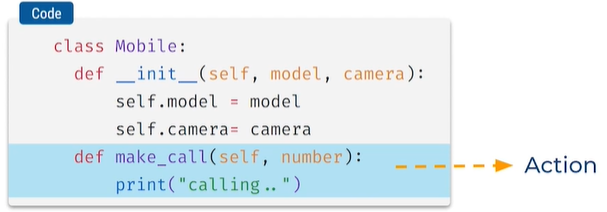 Code
class Mobile:
def __init__(self, model, camera):
self.model = model
self.camera= camera
def make_call(self, number):
print("calling..")
Action